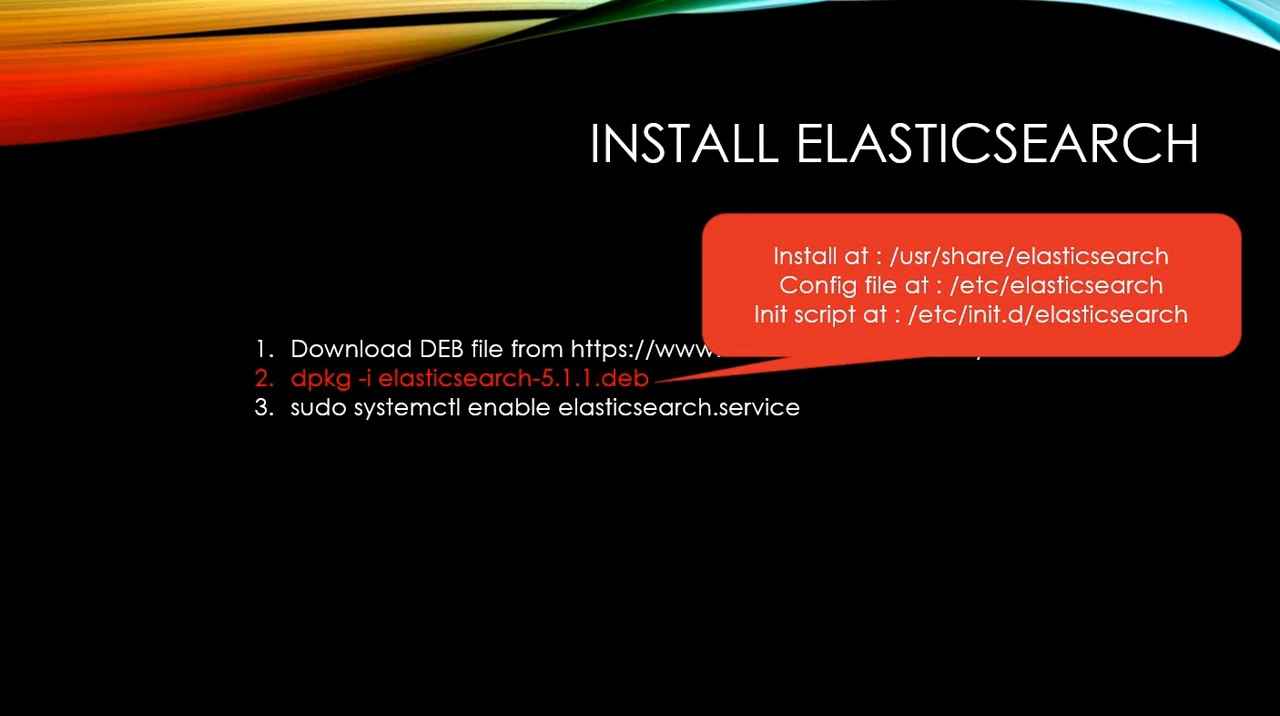 INSTALL ELASTICSEARCH
Install at : /usr/share/elasticsearch
Config file at : /etc/elasticsearch
Init script at : /etc/init.d/elasticsearch
1. Download DEB file from https://www.
2. dpkg -i elasticsearch-5.1.1.deb
3. sudo systemctl enable elasticsearch.service